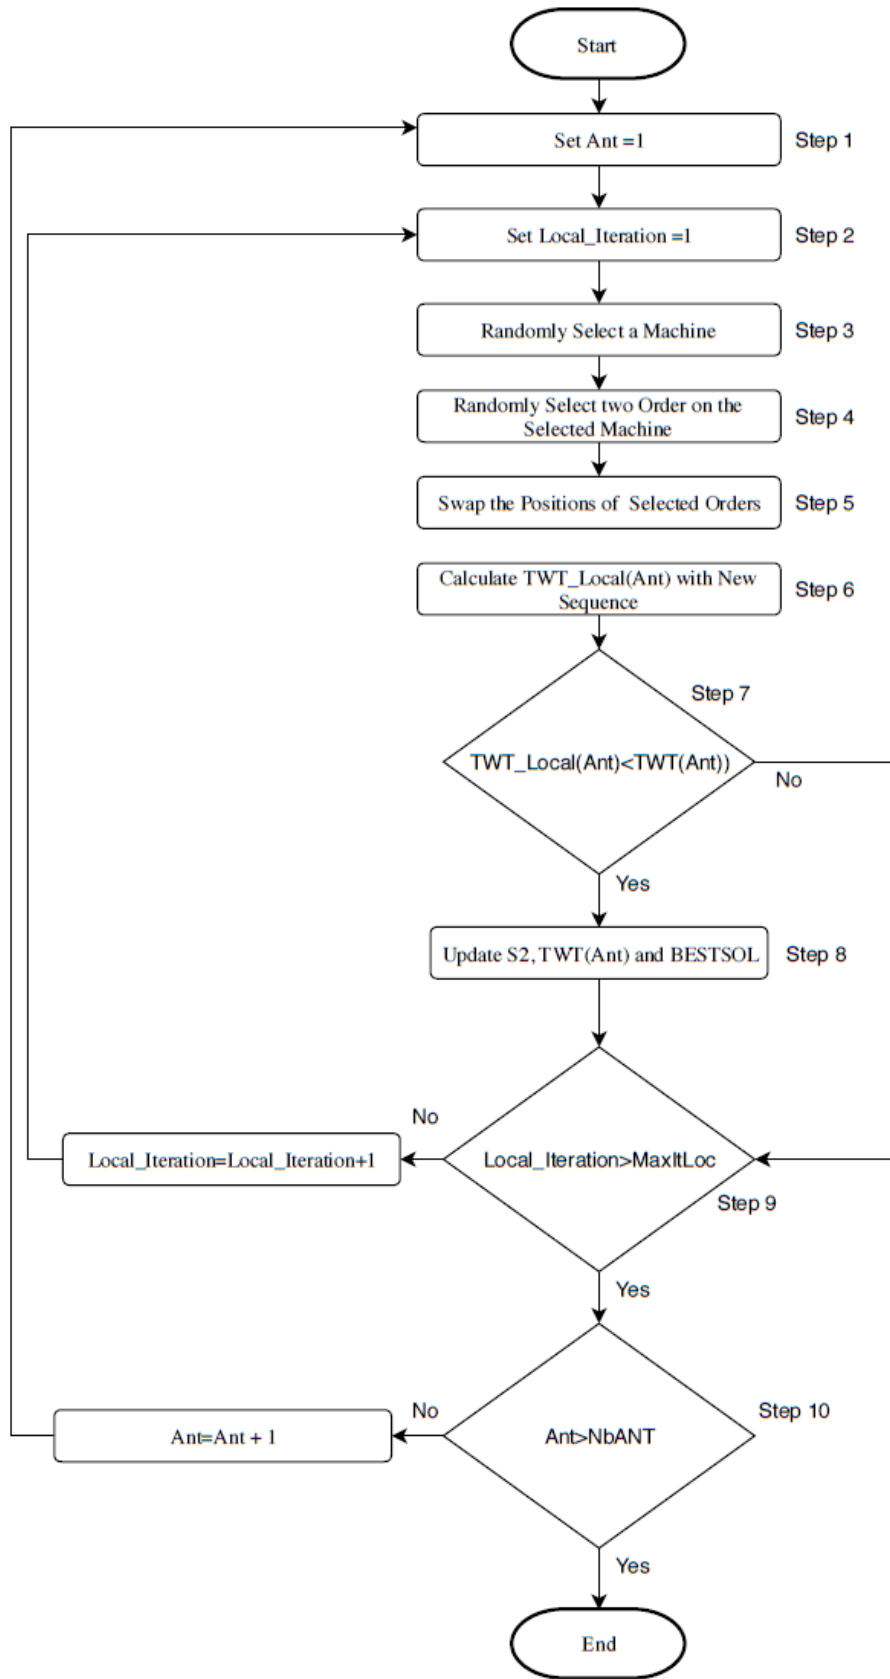 Start
Set Ant =1
Step 1
Set Local_Iteration =1
Step 2
Randomly Select a Machine
Step 3
Randomly Select two Order on the
Selected Machine
Step 4
Swap the Positions of Selected Orders
Step 5
Calculate TWT_Local(Ant) with New
Sequence
Step 6
Step 7
TWT_Local(Ant)<TWT(Ant))
No
Yes
Update S2, TWT(Ant) and BESTSOL
Step 8
No
Local_Iteration=Local_Iteration+1
Local_Iteration>MaxItLoc
Step 9
Yes
No
Step 10
Ant=Ant + 1
Ant>NbANT
Yes
End